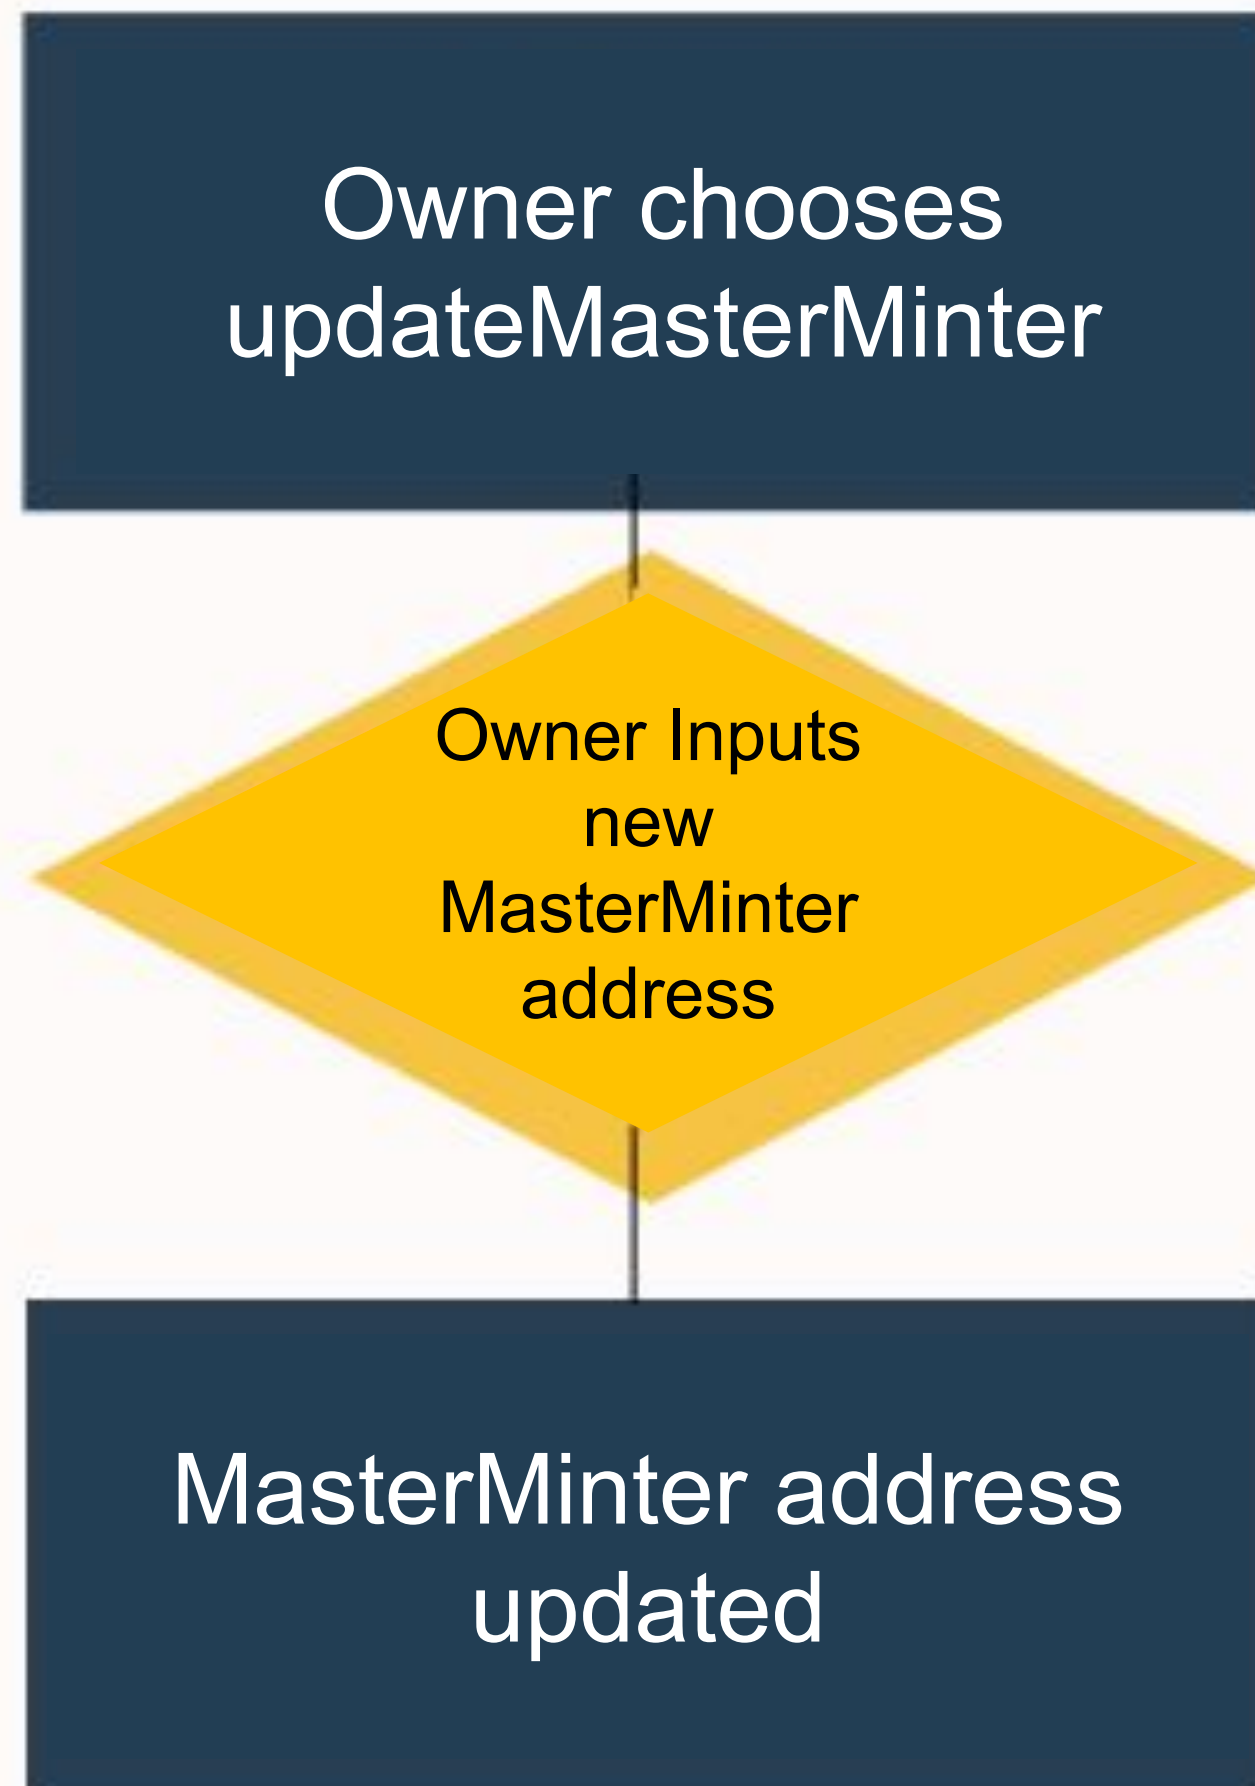 Owner chooses
updateMasterMinter
Owner Inputs
new
MasterMinter
address
MasterMinter address
updated